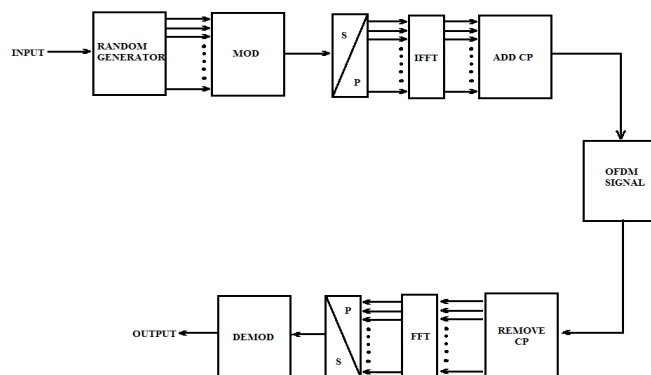 INPUT
RANDOM
GENERATOR
MOD
S
P
IFFT
ADD CP
OFDM
SIGNAL
OUTPUT
DEMOD
P
S
FFT
REMOVE
CP